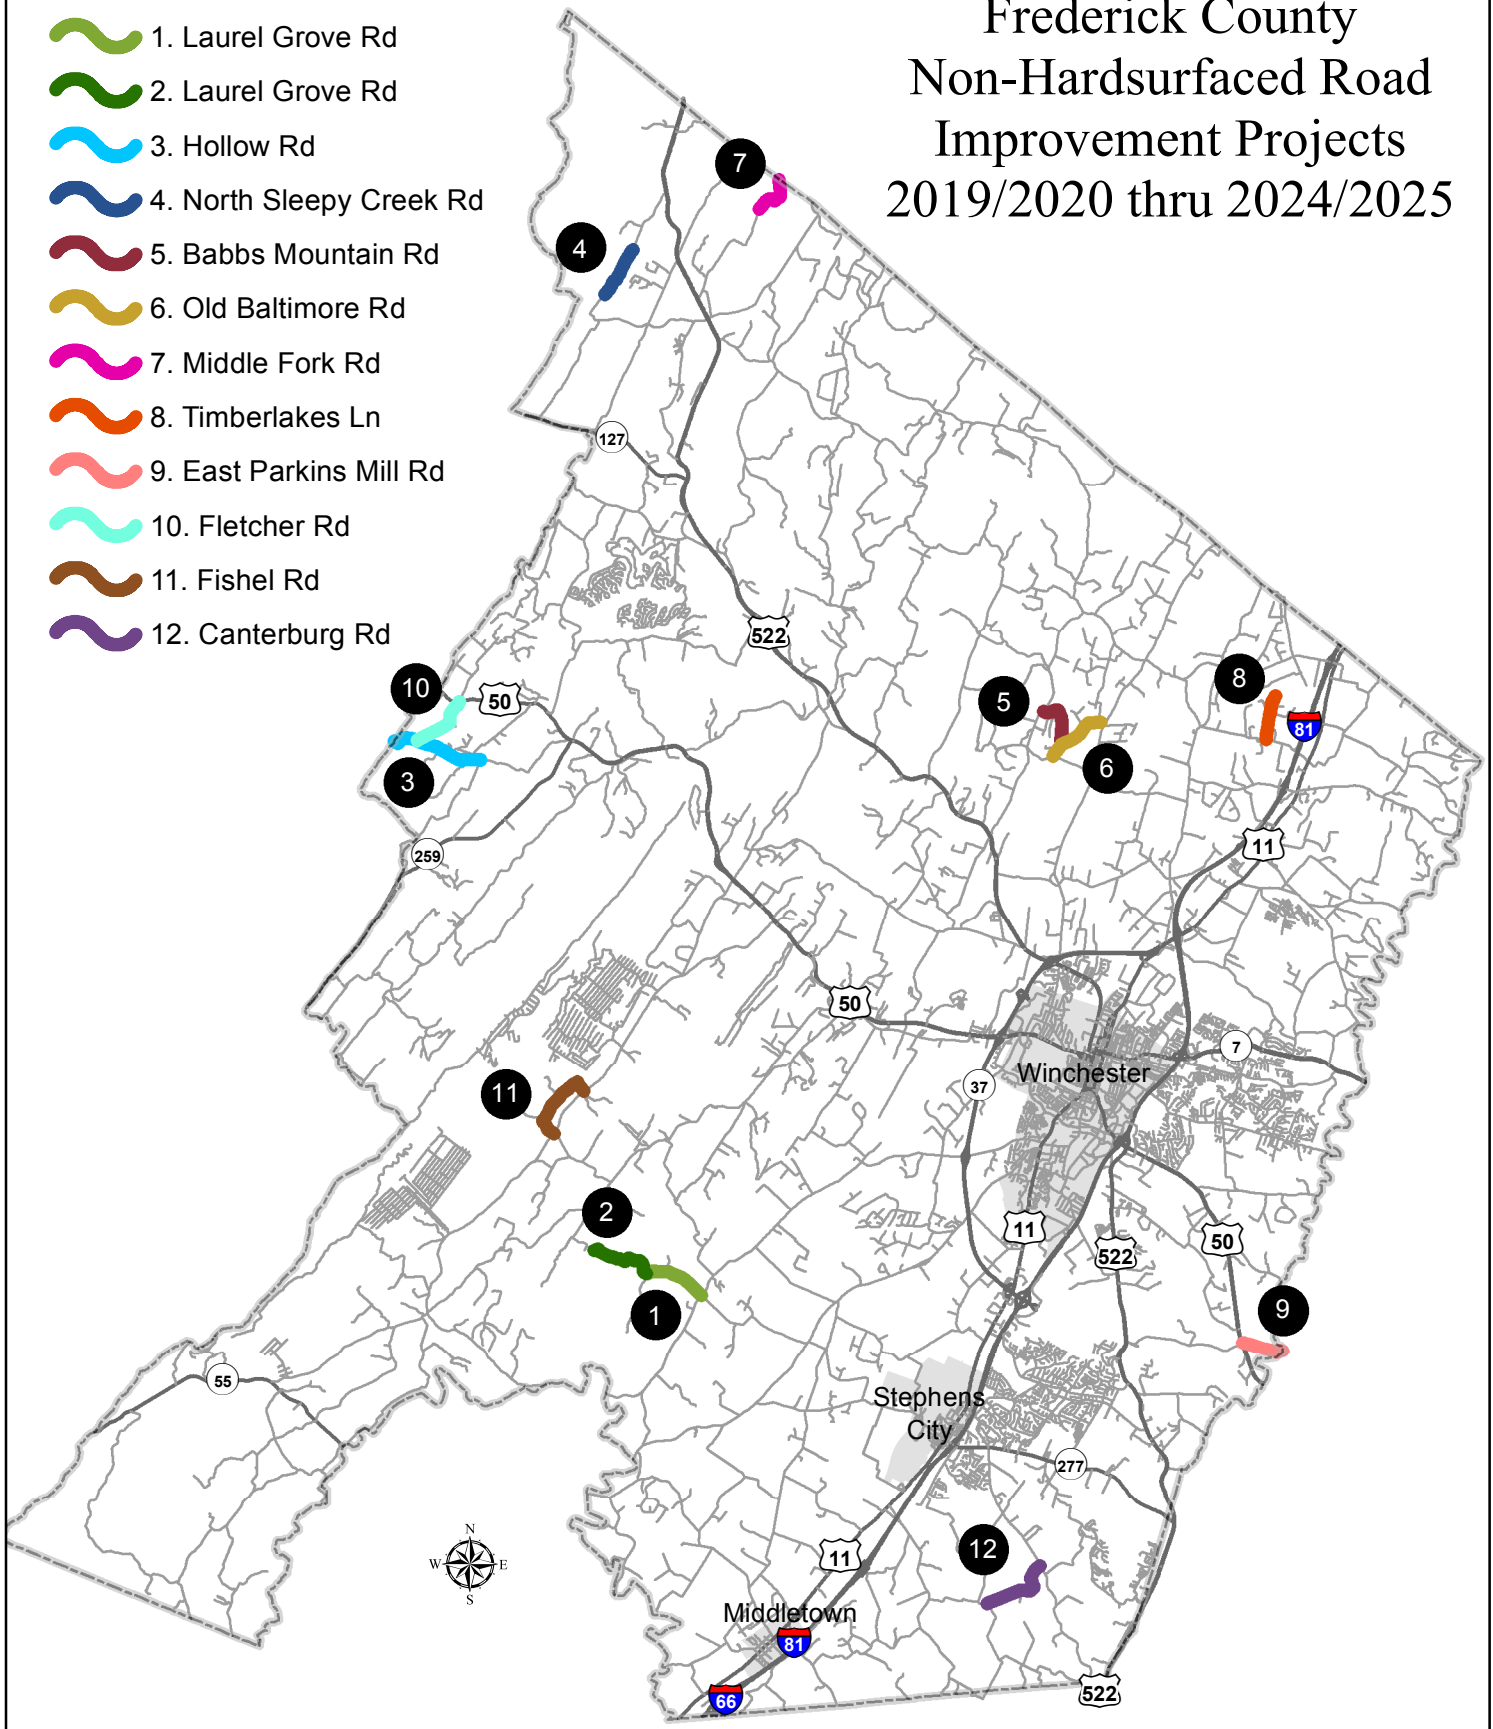 Frederick County
Non-Hardsurfaced Road
Improvement Projects
2019/2020 thru 2024/2025
1. Laurel Grove Rd
2. Laurel Grove Rd
3. Hollow Rd
4. North Sleepy Creek Rd
5. Babbs Mountain Rd
6. Old Baltimore Rd
7. Middle Fork Rd
8. Timberlakes Ln
9. East Parkins Mill Rd
10. Fletcher Rd
11. Fishel Rd
12. Canterburg Rd
7
4
127
522
10
50
5
8
81
6
3
11
259
50
7
Winchester
37
11
2
11
522
50
1
9
55
Stephens
City
277
N
W
E
S
11
12
Middletown
81
66
522